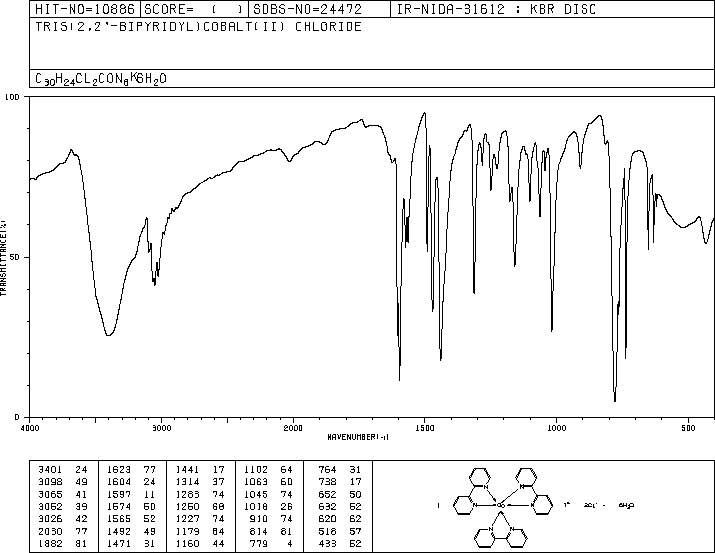 HIT-NO=10886 SCORE= ( ) SDBS-NO=24472 IR-NIDA-31612 : KBR DISC
TRIS(2,2'-BIPYRIDYL)COBALT(II) CHLORIDE
C30H24CL2CON6*6H2O
100
50
0
TRANSMITTANCE(%)
4000 3000 2000 1500 1000 500
WAVENUMBER(-1)
3401 24 1623 77 1441 17 1102 64 764 31
3098 49 1604 24 1314 37 1063 60 738 17
3065 41 1597 11 1283 74 1045 74 652 50
3052 39 1574 50 1250 68 1018 26 632 52
3026 42 1565 52 1227 74 910 74 620 62
2030 77 1492 49 1179 64 814 81 518 57
1882 81 1471 31 1160 44 779 4 433 52